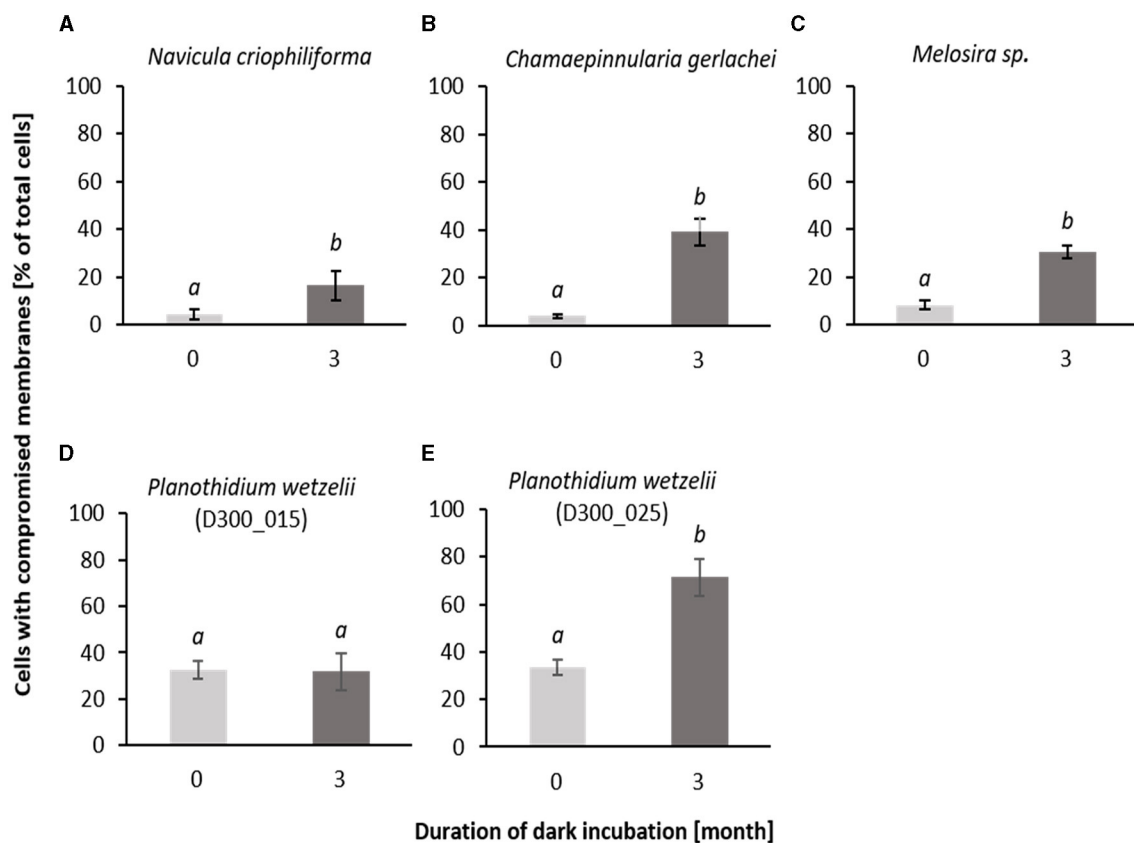 A
Navicula criophiliforma
B
Chamaepinnularia gerlachei
C
Melosira sp.
Cells with compromised membranes [% of total cells]
100
80
60
40
20
0
a
b
0
3
100
80
60
40
20
0
a
b
0
3
100
80
60
40
20
0
a
b
0
3
D
Planothidium wetzelii
(D300_015)
100
80
60
40
20
0
a
a
0
3
E
Planothidium wetzelii
(D300_025)
100
80
60
40
20
0
a
b
0
3
Duration of dark incubation [month]